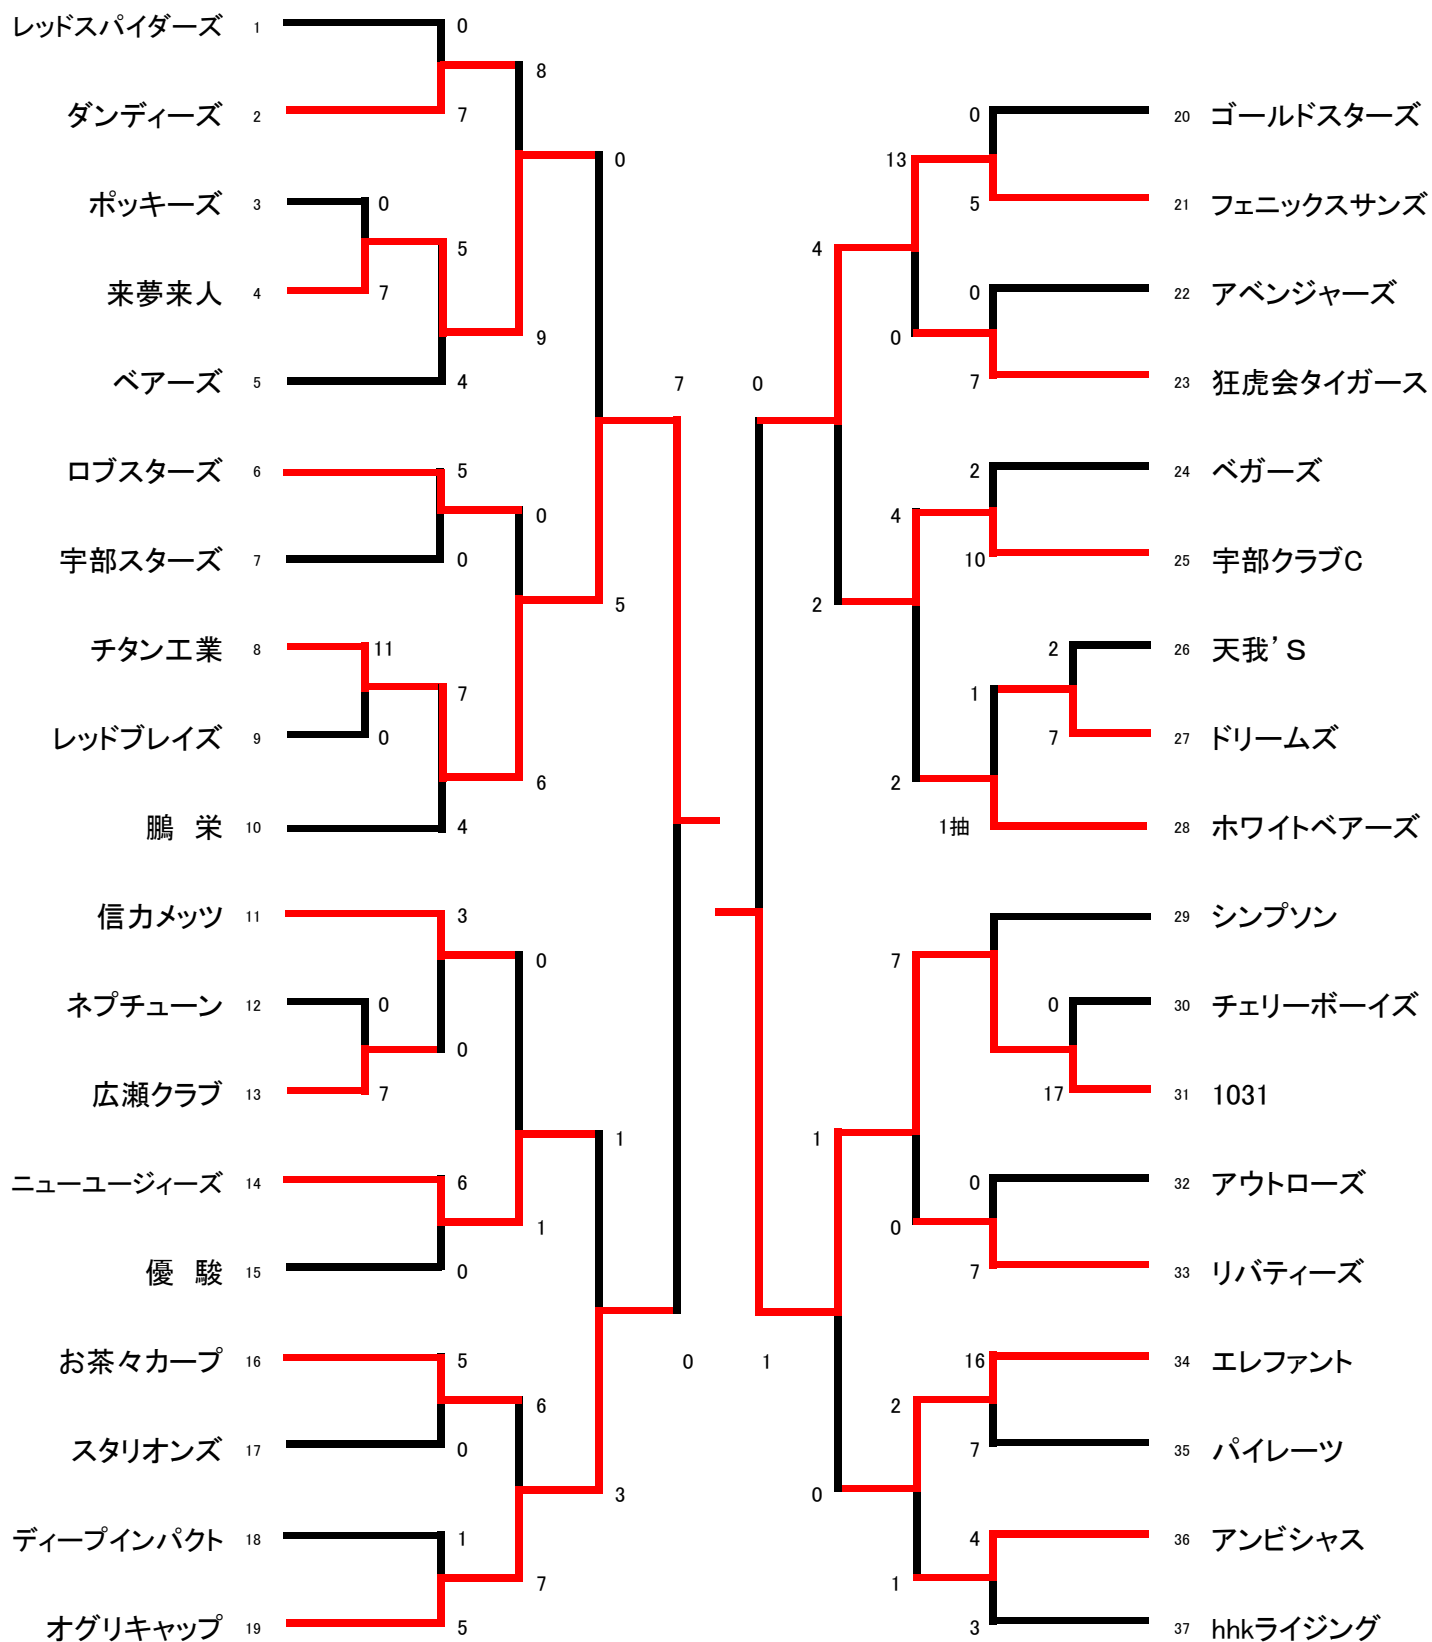 レッドスパイダーズ 1 0
8
ダンディーズ 2 7
0 20 ゴールドスターズ
0 13
ポッキーズ 3 0
5 21 フェニックスサンズ
5 4
来夢来人 4 7
0 22 アベンジャーズ
9 0
ベアーズ 5 4
7 0
7 23 狂虎会タイガース
ロブスターズ 6 5
2 24 ベガーズ
0 4
宇部スターズ 7 0
10 25 宇部クラブC
5 2
チタン工業 8 11
2 26 天我’S
7 1
レッドブレイズ 9 0
7 27 ドリームズ
6 2
鵬 栄 10 4
1抽 28 ホワイトベアーズ
信力メッツ 11 3
29 シンプソン
0 7
ネプチューン 12 0
0 30 チェリーボーイズ
0
広瀬クラブ 13 7
17 31 1031
1 1
ニューユージィーズ 14 6
0 32 アウトローズ
1 0
優 駿 15 0
7 33 リバティーズ
お茶々カープ 16 5
0 1
16 34 エレファント
6 2
スタリオンズ 17 0
7 35 パイレーツ
3 0
ディープインパクト 18 1
4 36 アンビシャス
7 1
オグリキャップ 19 5
3 37 hhkライジング